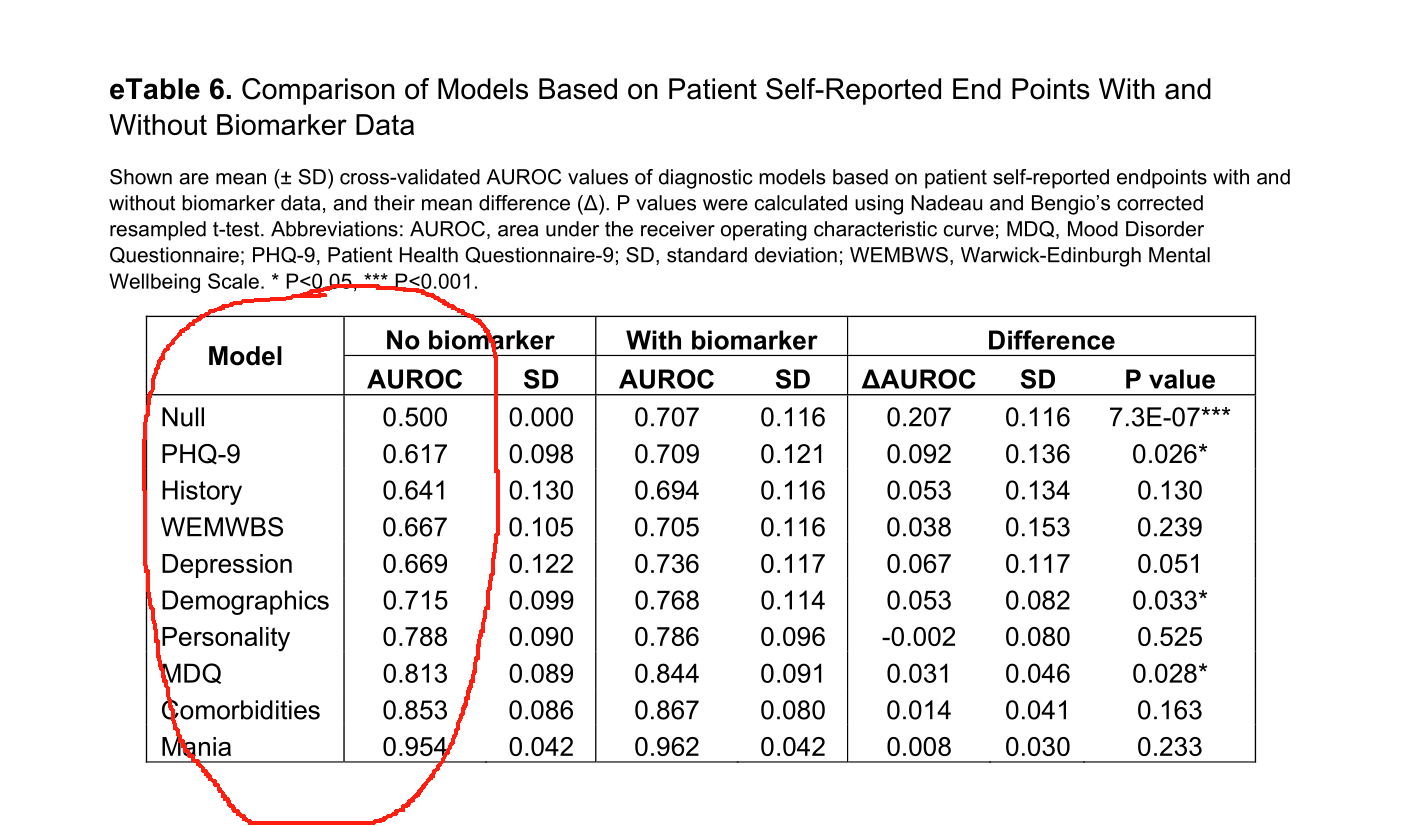 eTable 6. Comparison of Models Based on Patient Self-Reported End Points With and
Without Biomarker Data
Shown are mean (± SD) cross-validated AUROC values of diagnostic models based on patient self-reported endpoints with and
without biomarker data, and their mean difference (Δ). P values were calculated using Nadeau and Bengio's corrected
resampled t-test. Abbreviations: AUROC, area under the receiver operating characteristic curve; MDQ, Mood Disorder
Questionnaire; PHQ-9, Patient Health Questionnaire-9; SD, standard deviation; WEMBWS, Warwick-Edinburgh Mental
Wellbeing Scale. * P<0.05, *** P<0.001.
Model No biomarker With biomarker Difference
AUROC SD AUROC SD ΔAUROC SD P value
Null 0.500 0.000 0.707 0.116 0.207 0.116 7.3E-07***
PHQ-9 0.617 0.098 0.709 0.121 0.092 0.136 0.026*
History 0.641 0.130 0.694 0.116 0.053 0.134 0.130
WEMWBS 0.667 0.105 0.705 0.116 0.038 0.153 0.239
Depression 0.669 0.122 0.736 0.117 0.067 0.117 0.051
Demographics 0.715 0.099 0.768 0.114 0.053 0.082 0.033*
Personality 0.788 0.090 0.786 0.096 -0.002 0.080 0.525
MDQ 0.813 0.089 0.844 0.091 0.031 0.046 0.028*
Comorbidities 0.853 0.086 0.867 0.080 0.014 0.041 0.163
Mania 0.954 0.042 0.962 0.042 0.008 0.030 0.233